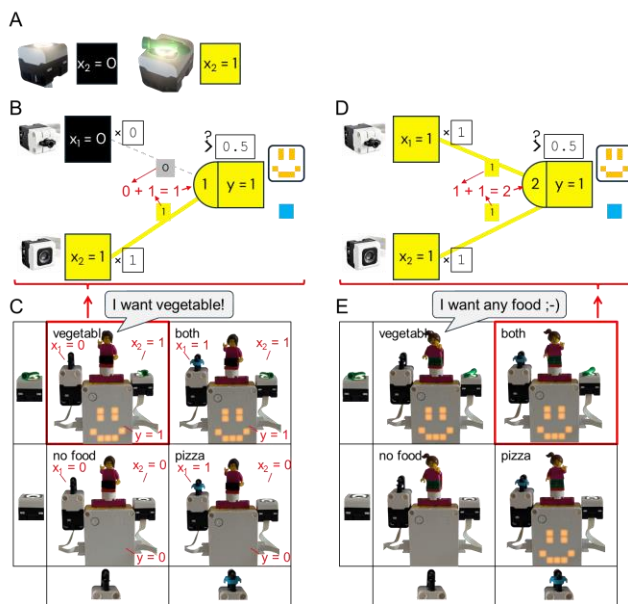 A
x₂ = 0
x₂ = 1
B
x₁ = 0
× 0
?
> 0.5
0
0 + 1 = 1
1
y = 1
1
x₂ = 1
× 1
D
x₁ = 1
× 1
?
> 0.5
1
1 + 1 = 2
2
y = 1
1
x₂ = 1
× 1
C
I want vegetable!
vegetable
x₁ = 0
x₂ = 1
y = 1
both
x₁ = 1
x₂ = 1
y = 1
no food
x₁ = 0
x₂ = 0
y = 0
pizza
x₁ = 1
x₂ = 0
y = 0
E
I want any food ;-)
vegetable
both
no food
pizza